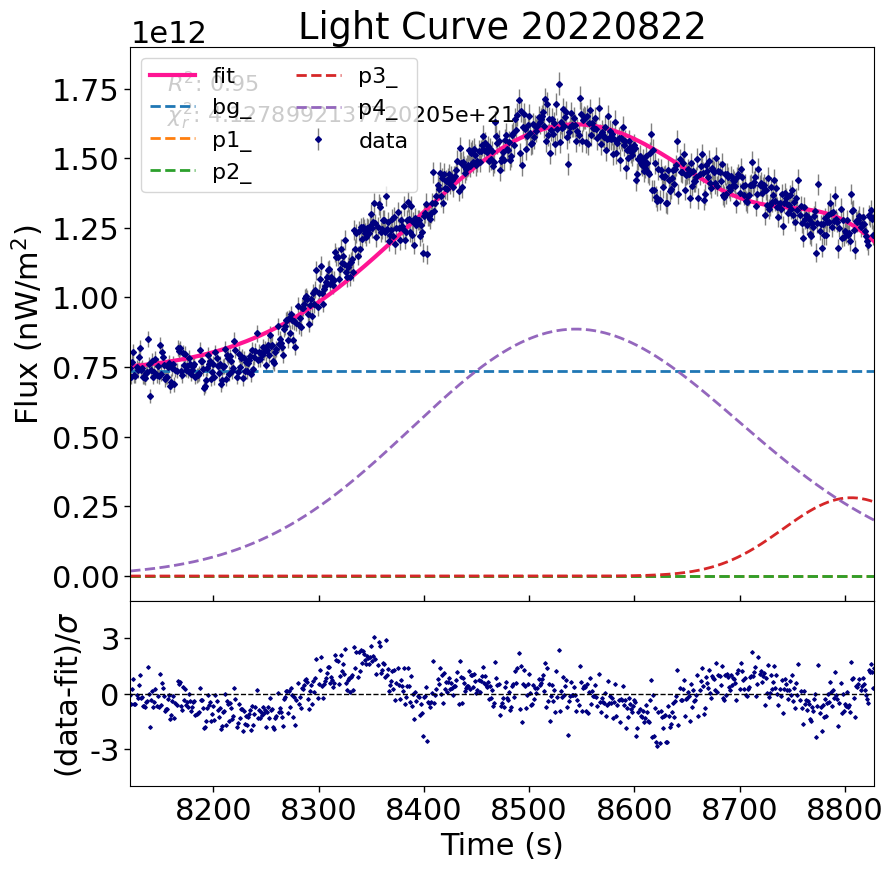 Light Curve 20220822
1e12
fit
bg_
p1_
p2_
p3_
p4_
data
R²: 0.95
1.75
1.50
1.25
1.00
0.75
0.50
0.25
0.00
Flux (nW/m²)
3
0
-3
(data-fit)/σ
8200 8300 8400 8500 8600 8700 8800
Time (s)